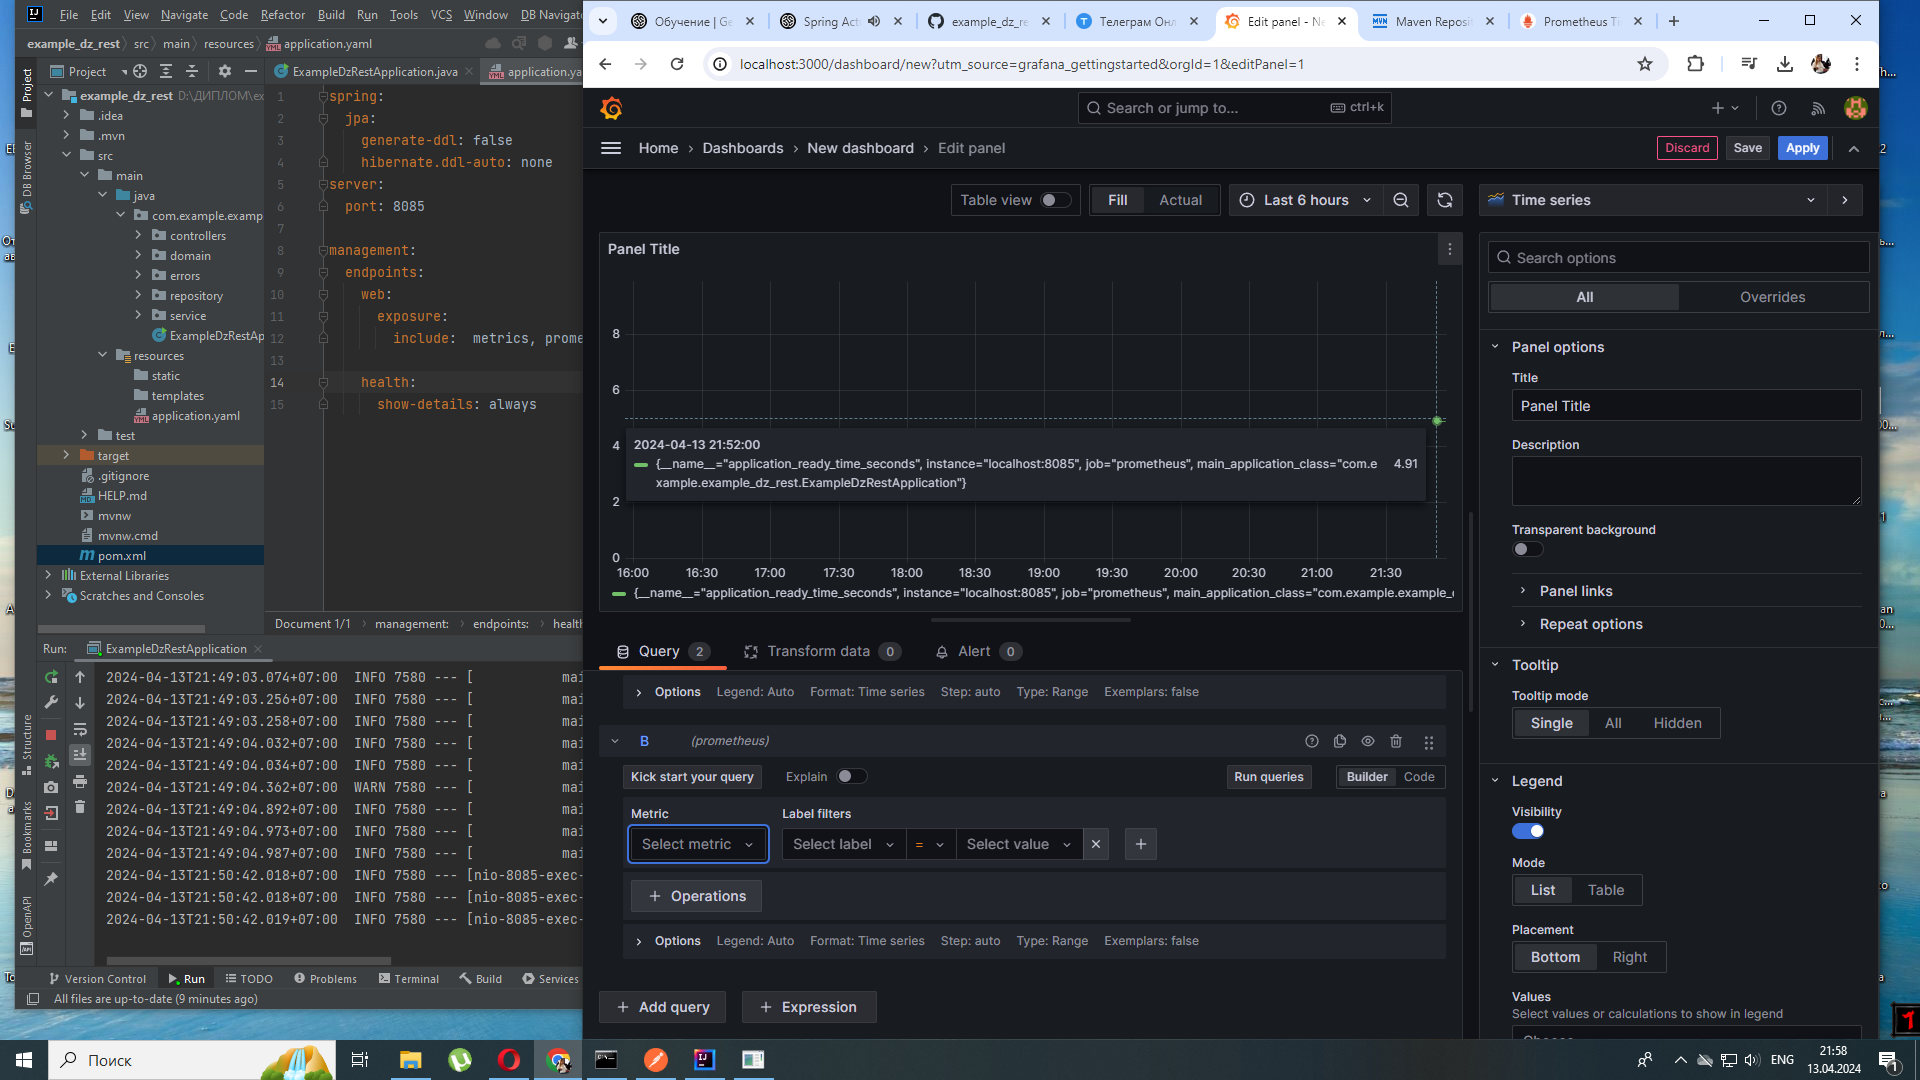 File Edit View Navigate Code Refactor Build Run Tools VCS Window DB Navigato
example_dz_rest src main resources application.yaml
Project
ExampleDzRestApplication.java
application.ya
example_dz_rest D:\ДИПЛОМ\ex
.idea
.mvn
src
main
java
com.example.examp
controllers
domain
errors
repository
service
ExampleDzRestAp
resources
static
templates
application.yaml
test
target
.gitignore
HELP.md
mvnw
mvnw.cmd
pom.xml
External Libraries
Scratches and Consoles
Project
DB Browser
Structure
Bookmarks
OpenAPI
1 spring:
2 jpa:
3 generate-ddl: false
4 hibernate.ddl-auto: none
5 server:
6 port: 8085
7
8 management:
9 endpoints:
10 web:
11 exposure:
12 include: metrics, prome
13
14 health:
15 show-details: always
Document 1/1 management: endpoints: health
Run: ExampleDzRestApplication
2024-04-13T21:49:03.074+07:00 INFO 7580 --- [ mai
2024-04-13T21:49:03.256+07:00 INFO 7580 --- [ mai
2024-04-13T21:49:03.258+07:00 INFO 7580 --- [ mai
2024-04-13T21:49:04.032+07:00 INFO 7580 --- [ mai
2024-04-13T21:49:04.034+07:00 INFO 7580 --- [ mai
2024-04-13T21:49:04.362+07:00 WARN 7580 --- [ mai
2024-04-13T21:49:04.892+07:00 INFO 7580 --- [ mai
2024-04-13T21:49:04.973+07:00 INFO 7580 --- [ mai
2024-04-13T21:49:04.987+07:00 INFO 7580 --- [ mai
2024-04-13T21:50:42.018+07:00 INFO 7580 --- [nio-8085-exec-
2024-04-13T21:50:42.018+07:00 INFO 7580 --- [nio-8085-exec-
2024-04-13T21:50:42.019+07:00 INFO 7580 --- [nio-8085-exec-
Version Control Run TODO Problems Terminal Build Services
All files are up-to-date (9 minutes ago)
Обучение | Ge
Spring Act
example_dz_re
Телеграм Онл
Edit panel - Ne
Maven Reposit
Prometheus Ti
localhost:3000/dashboard/new?utm_source=grafana_gettingstarted&orgId=1&editPanel=1
Search or jump to... ctrl+k
Home Dashboards New dashboard Edit panel
Discard Save Apply
Table view Fill Actual Last 6 hours
Time series
Panel Title
8
6
4
2
0
2024-04-13 21:52:00
{__name__="application_ready_time_seconds", instance="localhost:8085", job="prometheus", main_application_class="com.e 4.91
xample.example_dz_rest.ExampleDzRestApplication"}
16:00 16:30 17:00 17:30 18:00 18:30 19:00 19:30 20:00 20:30 21:00 21:30
{__name__="application_ready_time_seconds", instance="localhost:8085", job="prometheus", main_application_class="com.example.example_d
Query 2 Transform data 0 Alert 0
Options Legend: Auto Format: Time series Step: auto Type: Range Exemplars: false
B (prometheus)
Kick start your query Explain Run queries Builder Code
Metric Label filters
Select metric Select label = Select value
+ Operations
Options Legend: Auto Format: Time series Step: auto Type: Range Exemplars: false
+ Add query + Expression
Search options
All Overrides
Panel options
Title
Panel Title
Description
Transparent background
Panel links
Repeat options
Tooltip
Tooltip mode
Single All Hidden
Legend
Visibility
Mode
List Table
Placement
Bottom Right
Values
Select values or calculations to show in legend
Поиск
ENG
21:58
13.04.2024
1